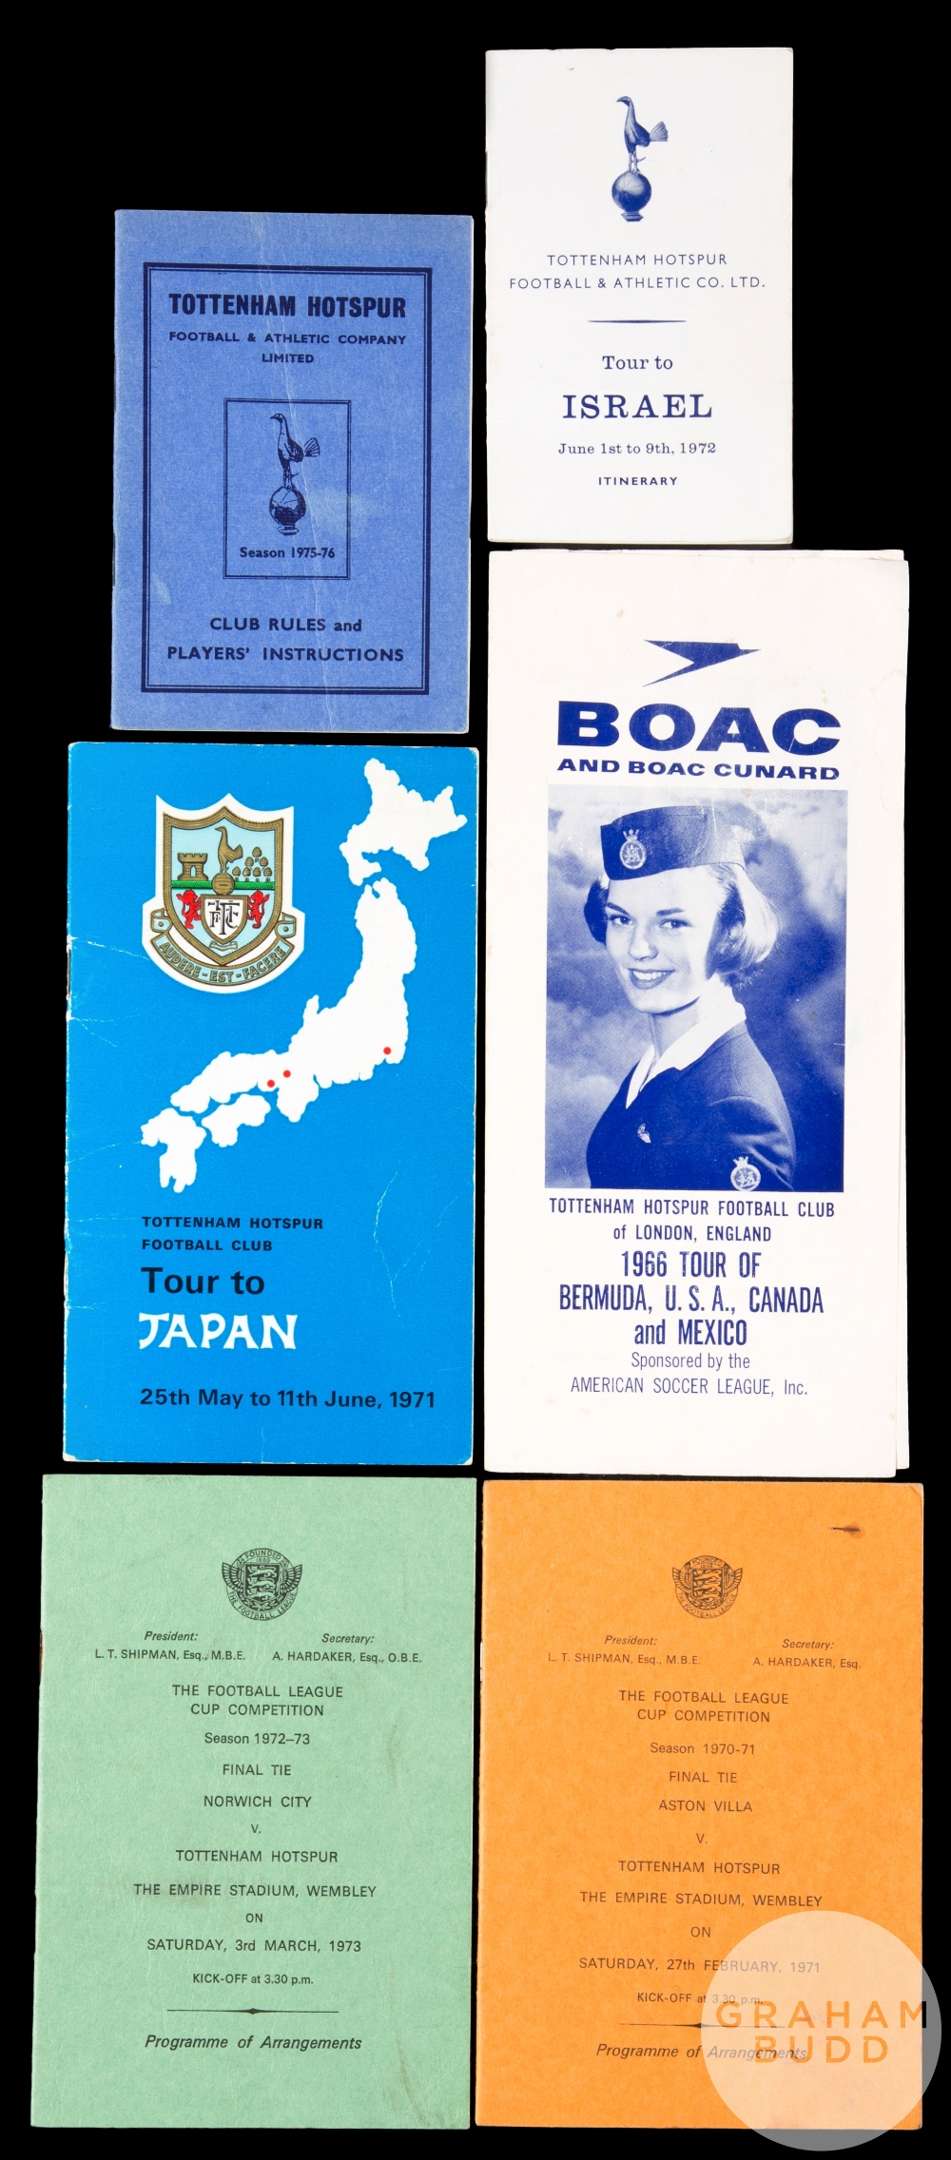 TOTTENHAM HOTSPUR
FOOTBALL & ATHLETIC CO. LTD.
Tour to
ISRAEL
June 1st to 9th, 1972
ITINERARY
TOTTENHAM HOTSPUR
FOOTBALL & ATHLETIC COMPANY
LIMITED
Season 1975-76
CLUB RULES and
PLAYERS' INSTRUCTIONS
BOAC
AND BOAC CUNARD
TOTTENHAM HOTSPUR FOOTBALL CLUB
of LONDON, ENGLAND
1966 TOUR OF
BERMUDA, U.S.A., CANADA
and MEXICO
Sponsored by the
AMERICAN SOCCER LEAGUE, Inc.
AUDERE-EST-FACERE
TOTTENHAM HOTSPUR
FOOTBALL CLUB
Tour to
JAPAN
25th May to 11th June, 1971
FOUNDED
THE FOOTBALL LEAGUE
President:
Secretary:
L. T. SHIPMAN, Esq., M.B.E.
A. HARDAKER, Esq., O.B.E.
THE FOOTBALL LEAGUE
CUP COMPETITION
Season 1972–73
FINAL TIE
NORWICH CITY
V.
TOTTENHAM HOTSPUR
THE EMPIRE STADIUM, WEMBLEY
ON
SATURDAY, 3rd MARCH, 1973
KICK-OFF at 3.30 p.m.
Programme of Arrangements
THE FOOTBALL LEAGUE
President:
Secretary:
L. T. SHIPMAN, Esq., M.B.E.
A. HARDAKER, Esq.
THE FOOTBALL LEAGUE
CUP COMPETITION
Season 1970-71
FINAL TIE
ASTON VILLA
V.
TOTTENHAM HOTSPUR
THE EMPIRE STADIUM, WEMBLEY
ON
SATURDAY, 27th FEBRUARY, 1971
KICK-OFF at 3.30 p.m.
Programme of Arrangements
GRAHAM
BUDD